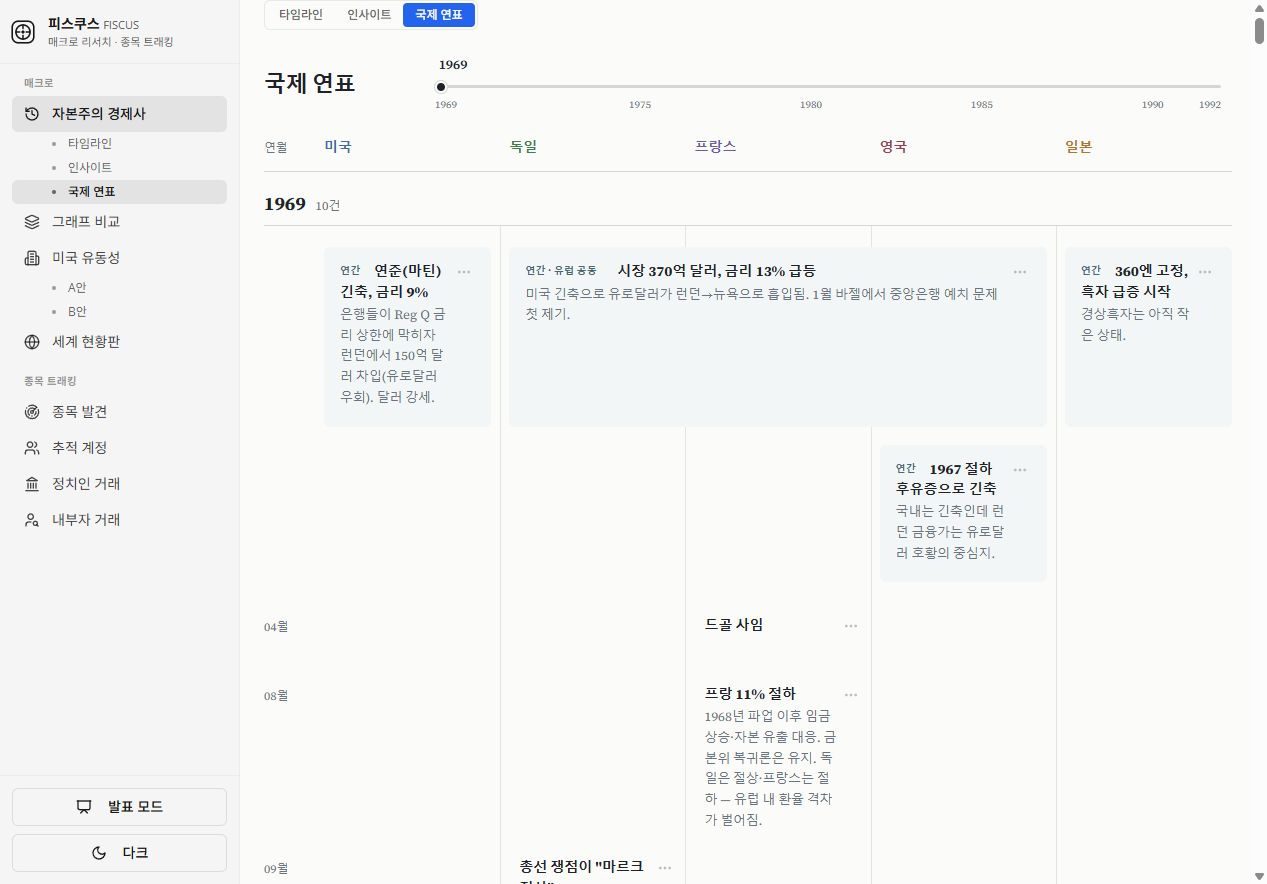 피스쿠스 FISCUS
매크로 리서치 · 종목 트래킹
매크로
자본주의 경제사
타임라인
인사이트
국제 연표
그래프 비교
미국 유동성
A안
B안
세계 현황판
종목 트래킹
종목 발견
추적 계정
정치인 거래
내부자 거래
발표 모드
다크
타임라인 인사이트 국제 연표
국제 연표
1969
1969 1975 1980 1985 1990 1992
연월 미국 독일 프랑스 영국 일본
1969 10건
연간 연준(마틴)
긴축, 금리 9%
은행들이 Reg Q 금
리 상한에 막히자
런던에서 150억 달
러 차입(유로달러
우회). 달러 강세.
연간 · 유럽 공통 시장 370억 달러, 금리 13% 급등
미국 긴축으로 유로달러가 런던→뉴욕으로 흡입됨. 1월 바젤에서 중앙은행 예치 문제
첫 제기.
연간 360엔 고정,
흑자 급증 시작
경상흑자는 아직 작
은 상태.
연간 1967 절하
후유증으로 긴축
국내는 긴축인데 런
던 금융가는 유로달
러 호황의 중심지.
04월 드골 사임
08월 프랑 11% 절하
1968년 파업 이후 임금
상승·자본 유출 대응. 금
본위 복귀론은 유지. 독
일은 절상·프랑스는 절
하 — 유럽 내 환율 격차
가 벌어짐.
09월 총선 쟁점이 "마르크